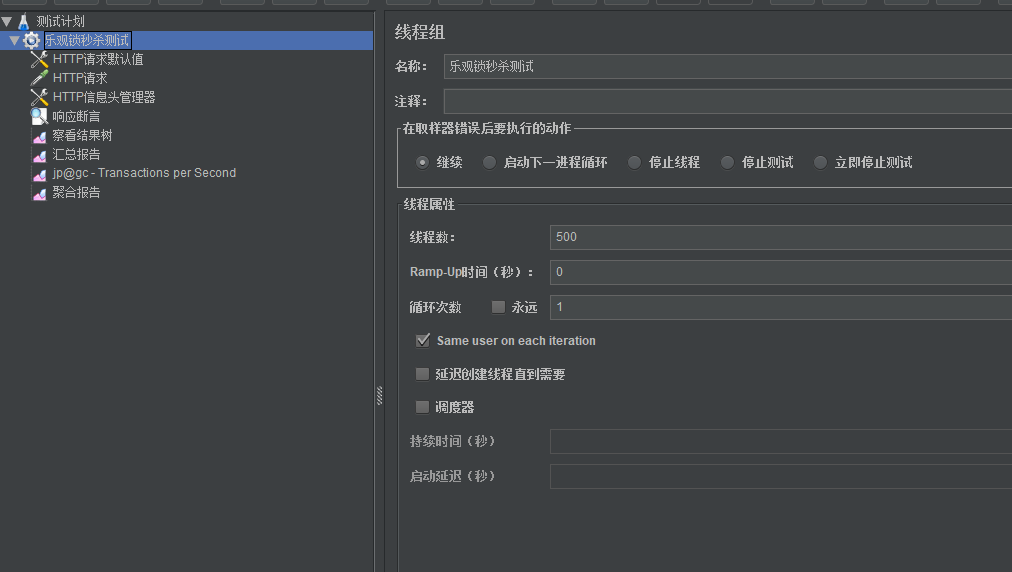 测试计划
乐观锁秒杀测试
HTTP请求默认值
HTTP请求
HTTP信息头管理器
响应断言
察看结果树
汇总报告
jp@gc - Transactions per Second
聚合报告
线程组
名称： 乐观锁秒杀测试
注释：
在取样器错误后要执行的动作
继续 启动下一进程循环 停止线程 停止测试 立即停止测试
线程属性
线程数： 500
Ramp-Up时间（秒）： 0
循环次数 永远 1
Same user on each iteration
延迟创建线程直到需要
调度器
持续时间（秒）
启动延迟（秒）